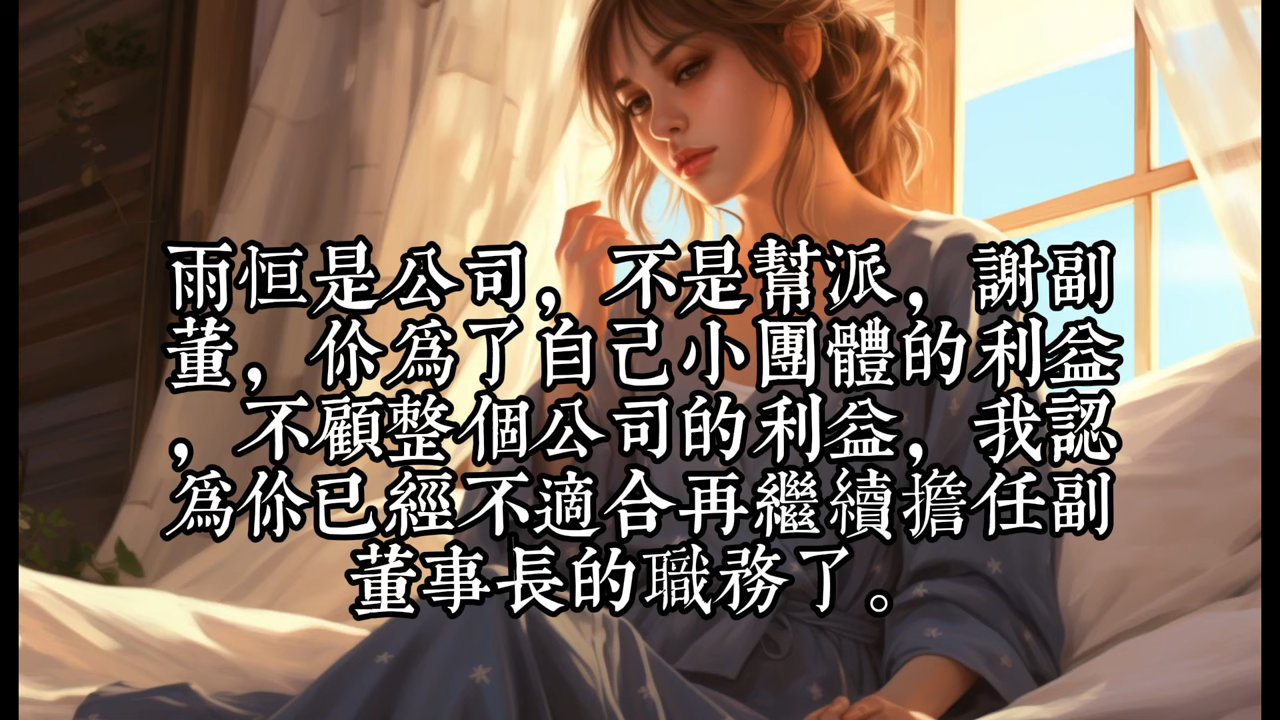 雨恒是公司，不是幫派，謝副
董，你爲了自己小團體的利益
，不顧整個公司的利益，我認
爲你已經不適合再繼續擔任副
董事長的職務了。